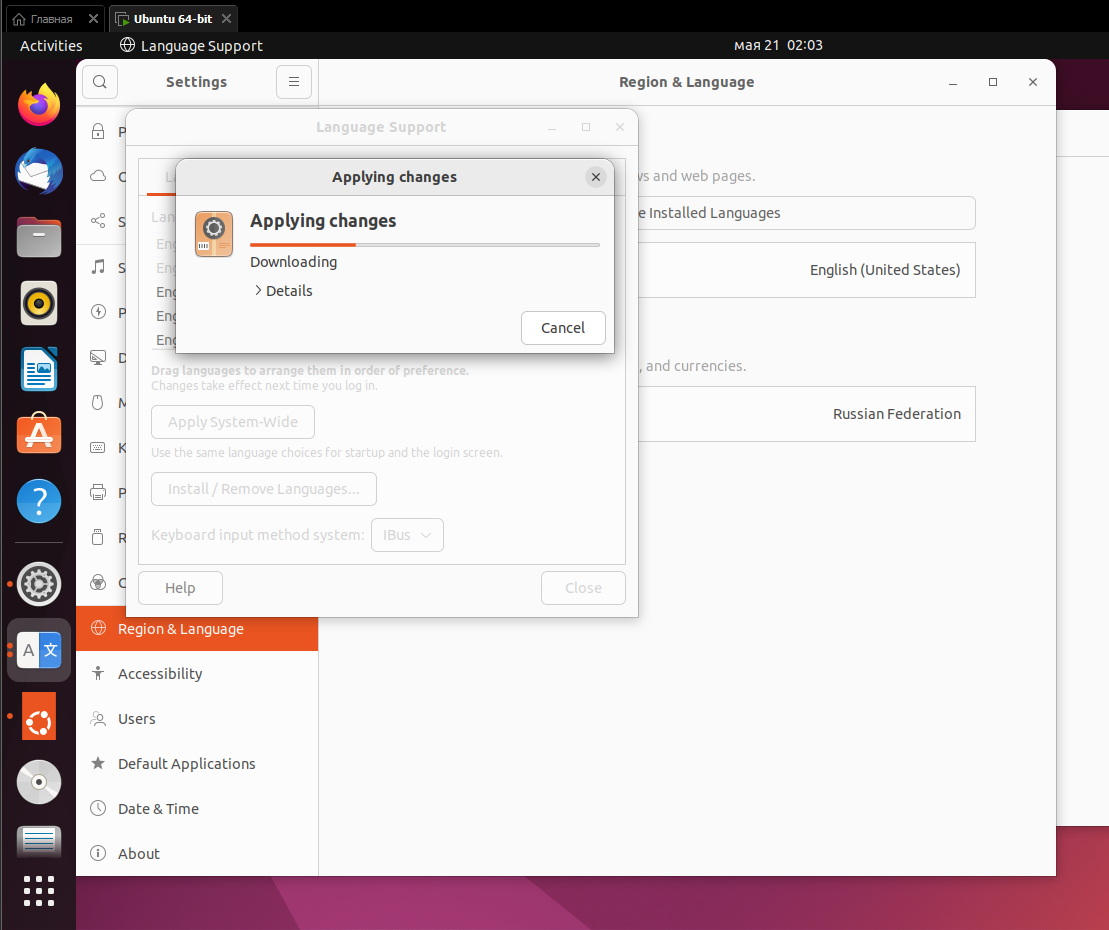 Главная
Ubuntu 64-bit
Activities
Language Support
мая 21 02:03
Settings
Region & Language
Language Support
Applying changes
ws and web pages.
Applying changes
e Installed Languages
Downloading
English (United States)
Details
Cancel
Eng
Eng
Eng
Drag languages to arrange them in order of preference.
, and currencies.
Changes take effect next time you log in.
Russian Federation
Apply System-Wide
Use the same language choices for startup and the login screen.
Install / Remove Languages...
Keyboard input method system:
IBus
Help
Close
Region & Language
Accessibility
Users
Default Applications
Date & Time
About